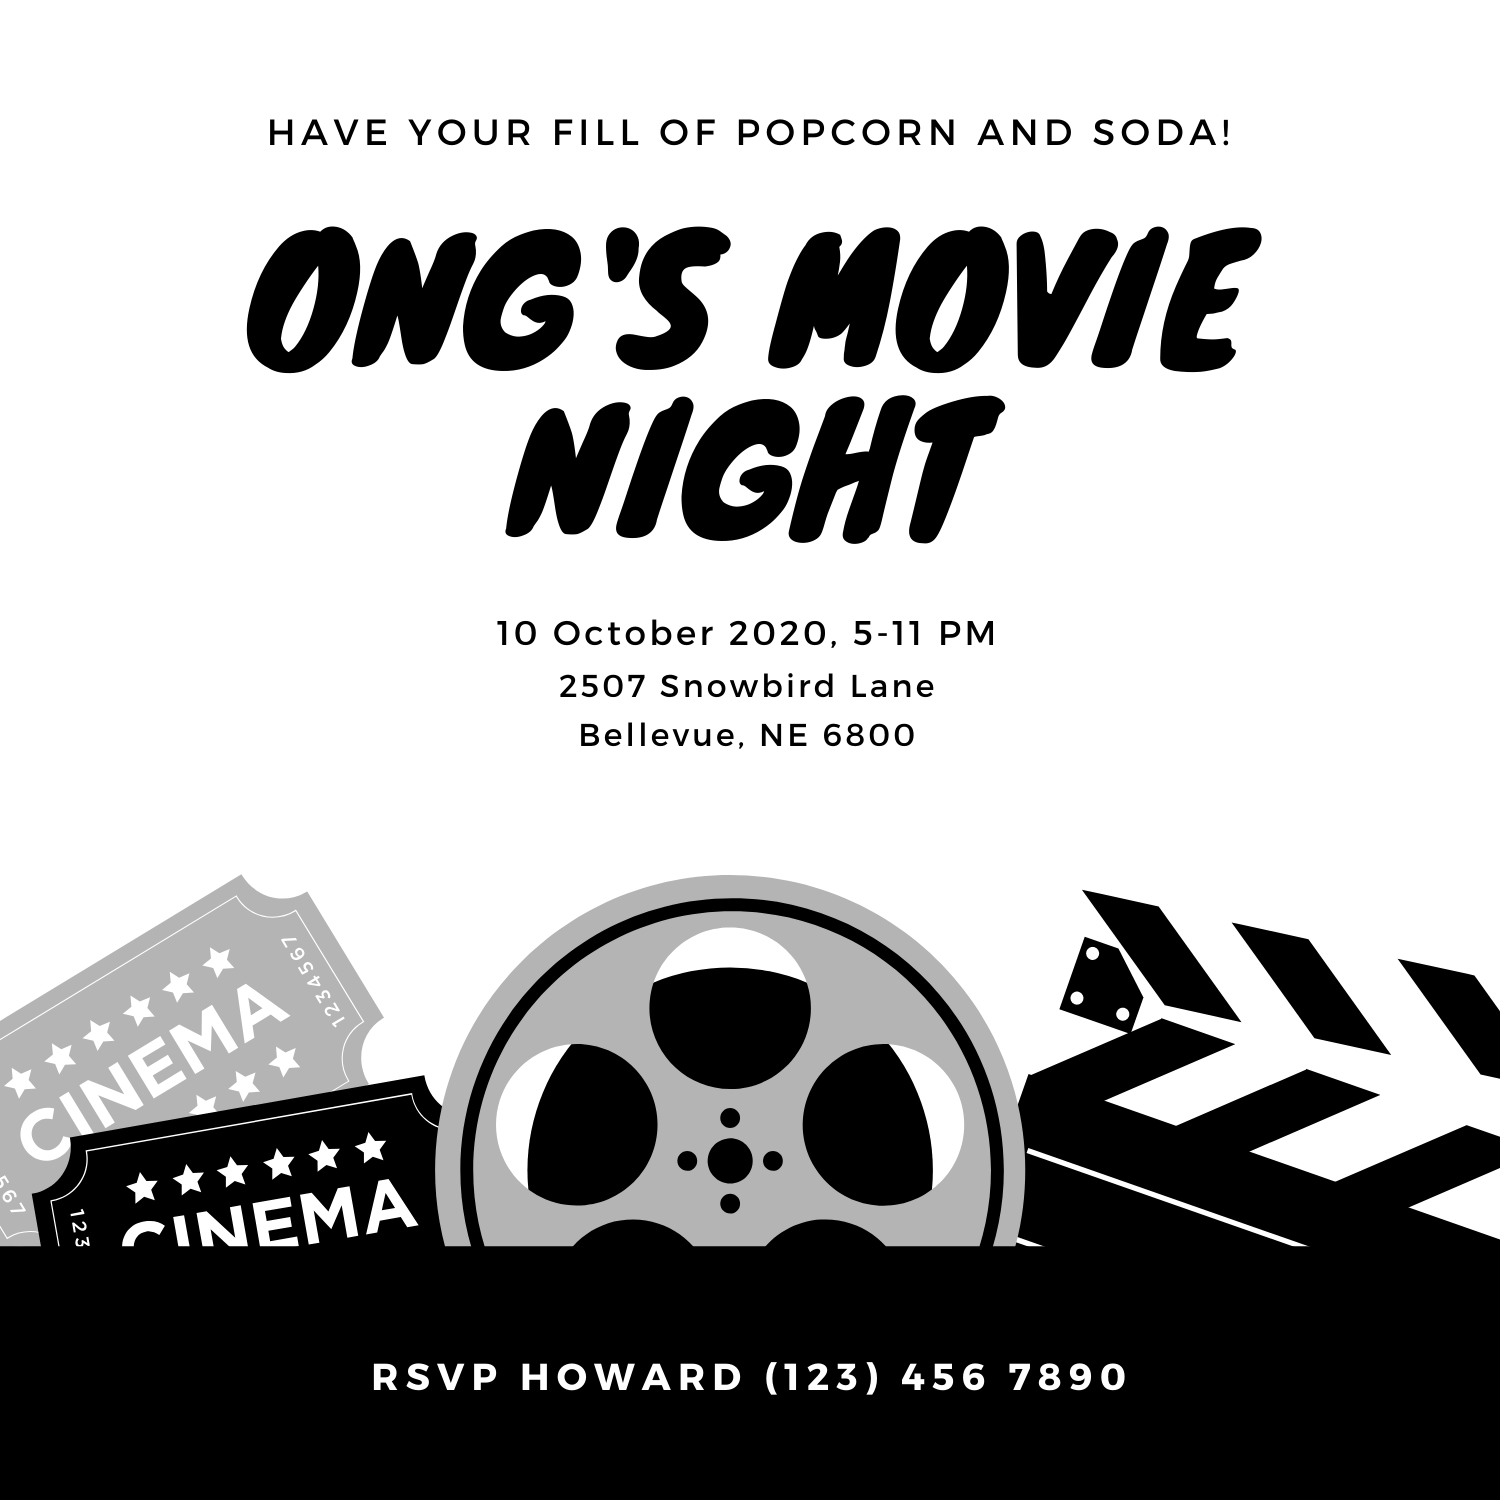 HAVE YOUR FILL OF POPCORN AND SODA!
ONG'S MOVIE
NIGHT
10 October 2020, 5-11 PM
2507 Snowbird Lane
Bellevue, NE 6800
1234567
CINEMA
567
123
CINEMA
RSVP HOWARD (123) 456 7890